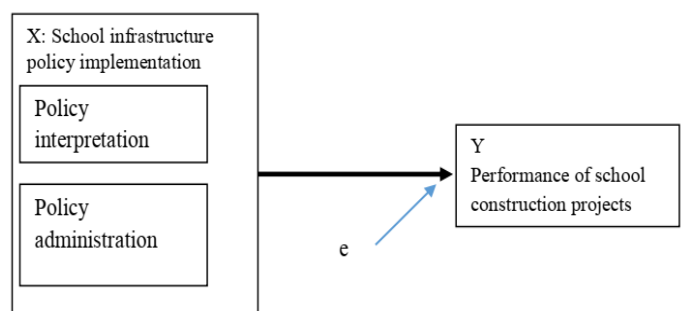 X: School infrastructure
policy implementation
Policy
interpretation
Policy
administration
Y
Performance of school
construction projects
e